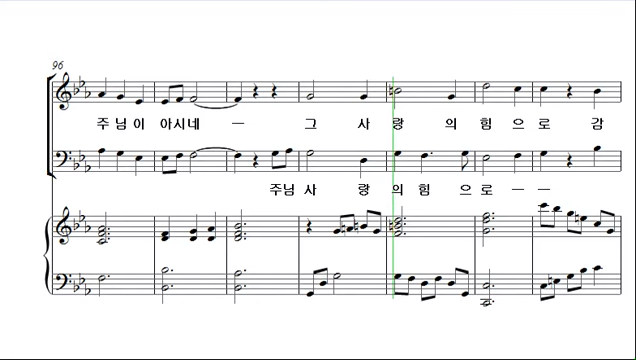 96
주 님 이 아 시 네 — 그 사 랑 의 힘 으 로 감
주 님 사 랑 의 힘 으 로 — —